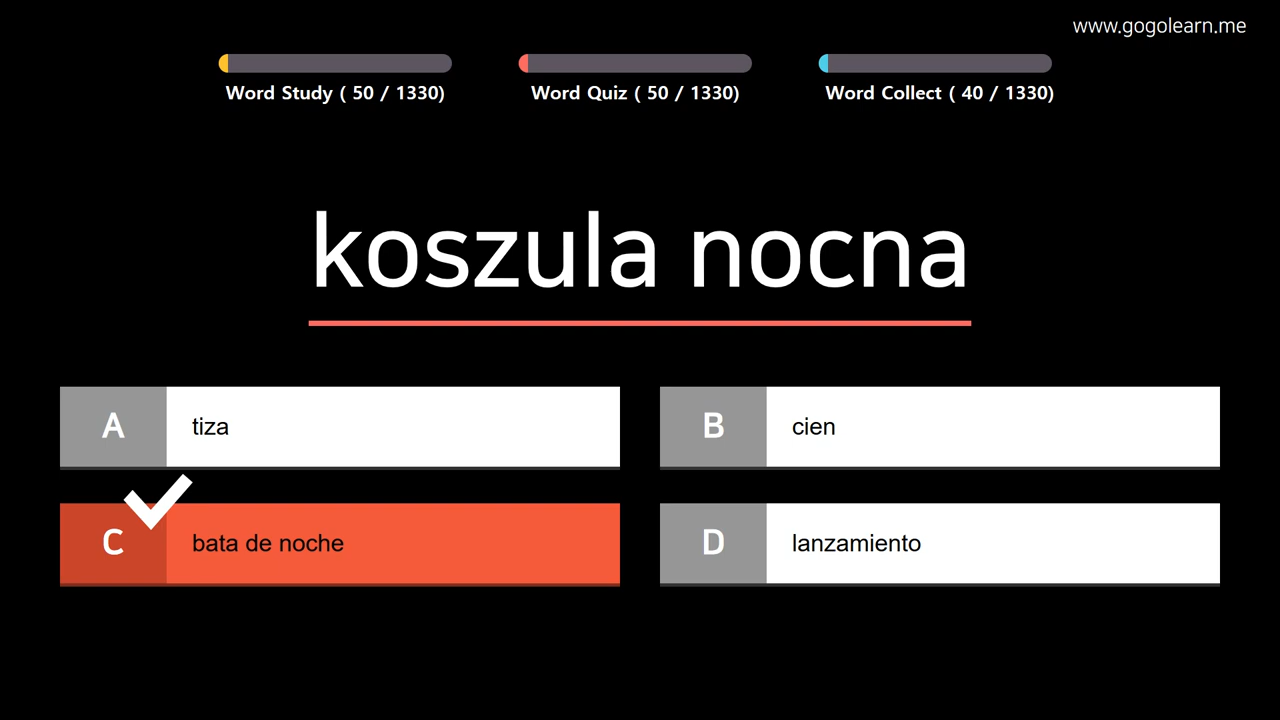 www.gogolearn.me
Word Study ( 50 / 1330)
Word Quiz ( 50 / 1330)
Word Collect ( 40 / 1330)
koszula nocna
A tiza
B cien
C bata de noche
D lanzamiento